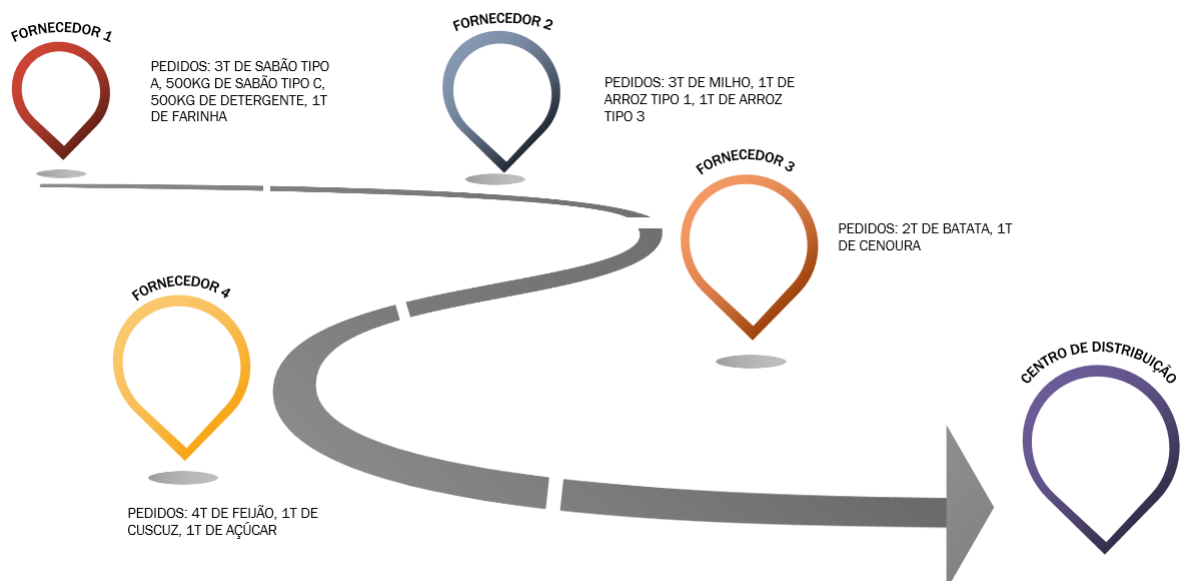 FORNECEDOR 1
PEDIDOS: 3T DE SABÃO TIPO
A, 500KG DE SABÃO TIPO C,
500KG DE DETERGENTE, 1T
DE FARINHA
FORNECEDOR 2
PEDIDOS: 3T DE MILHO, 1T DE
ARROZ TIPO 1, 1T DE ARROZ
TIPO 3
FORNECEDOR 3
PEDIDOS: 2T DE BATATA, 1T
DE CENOURA
FORNECEDOR 4
PEDIDOS: 4T DE FEIJÃO, 1T DE
CUSCUZ, 1T DE AÇÚCAR
CENTRO DE DISTRIBUIÇÃO